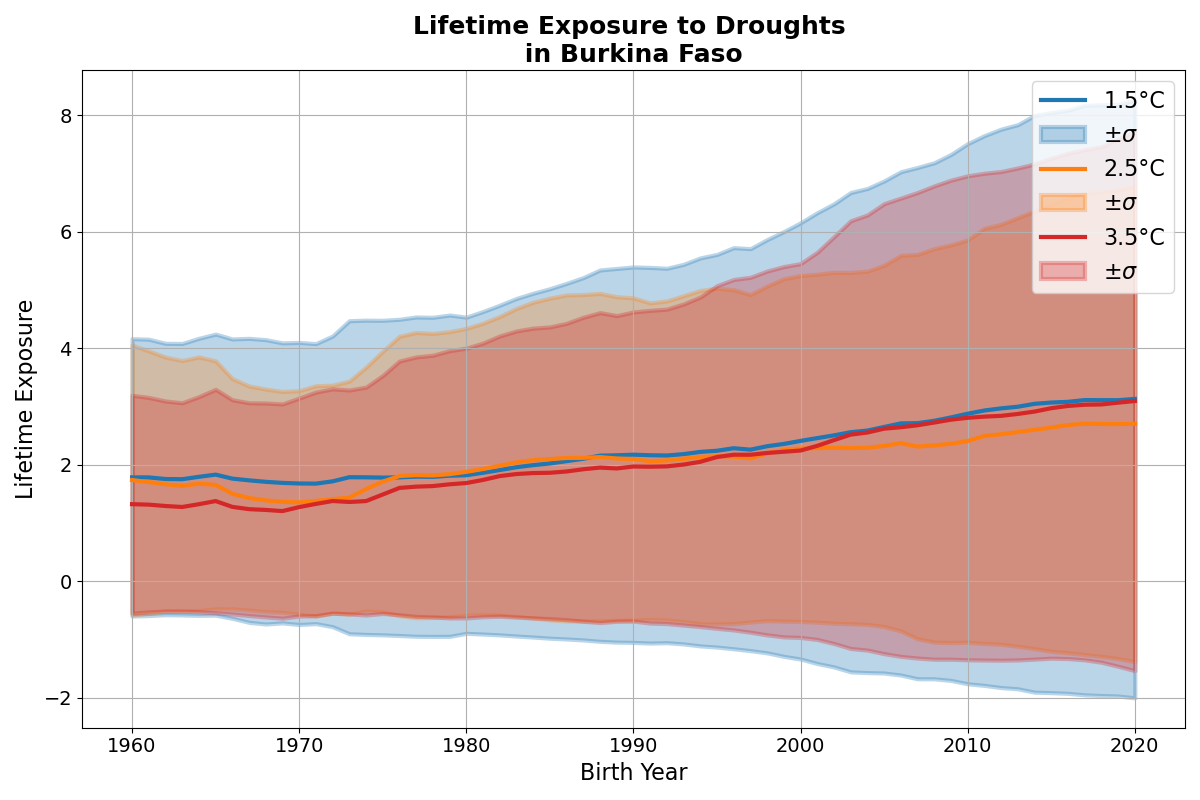 Lifetime Exposure to Droughts
in Burkina Faso
Lifetime Exposure
8
6
4
2
0
−2
1960
1970
1980
1990
2000
2010
2020
Birth Year
1.5°C
±σ
2.5°C
±σ
3.5°C
±σ